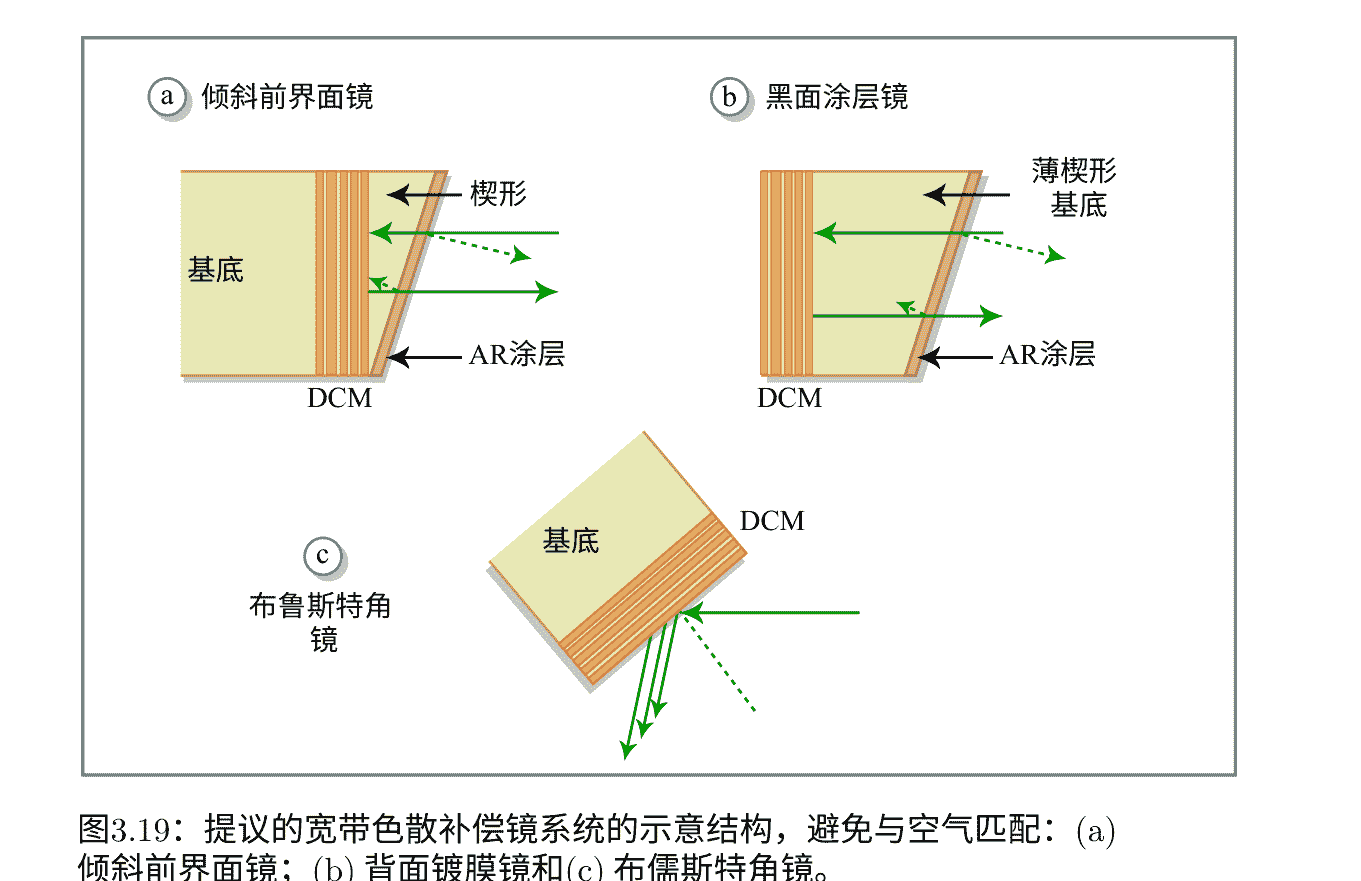 a 倾斜前界面镜
b 黑面涂层镜
楔形
薄楔形
基底
基底
AR涂层
AR涂层
DCM
DCM
DCM
基底
c
布鲁斯特角
镜
图3.19：提议的宽带色散补偿镜系统的示意结构，避免与空气匹配：(a)
倾斜前界面镜；(b) 背面镀膜镜和(c) 布儒斯特角镜。